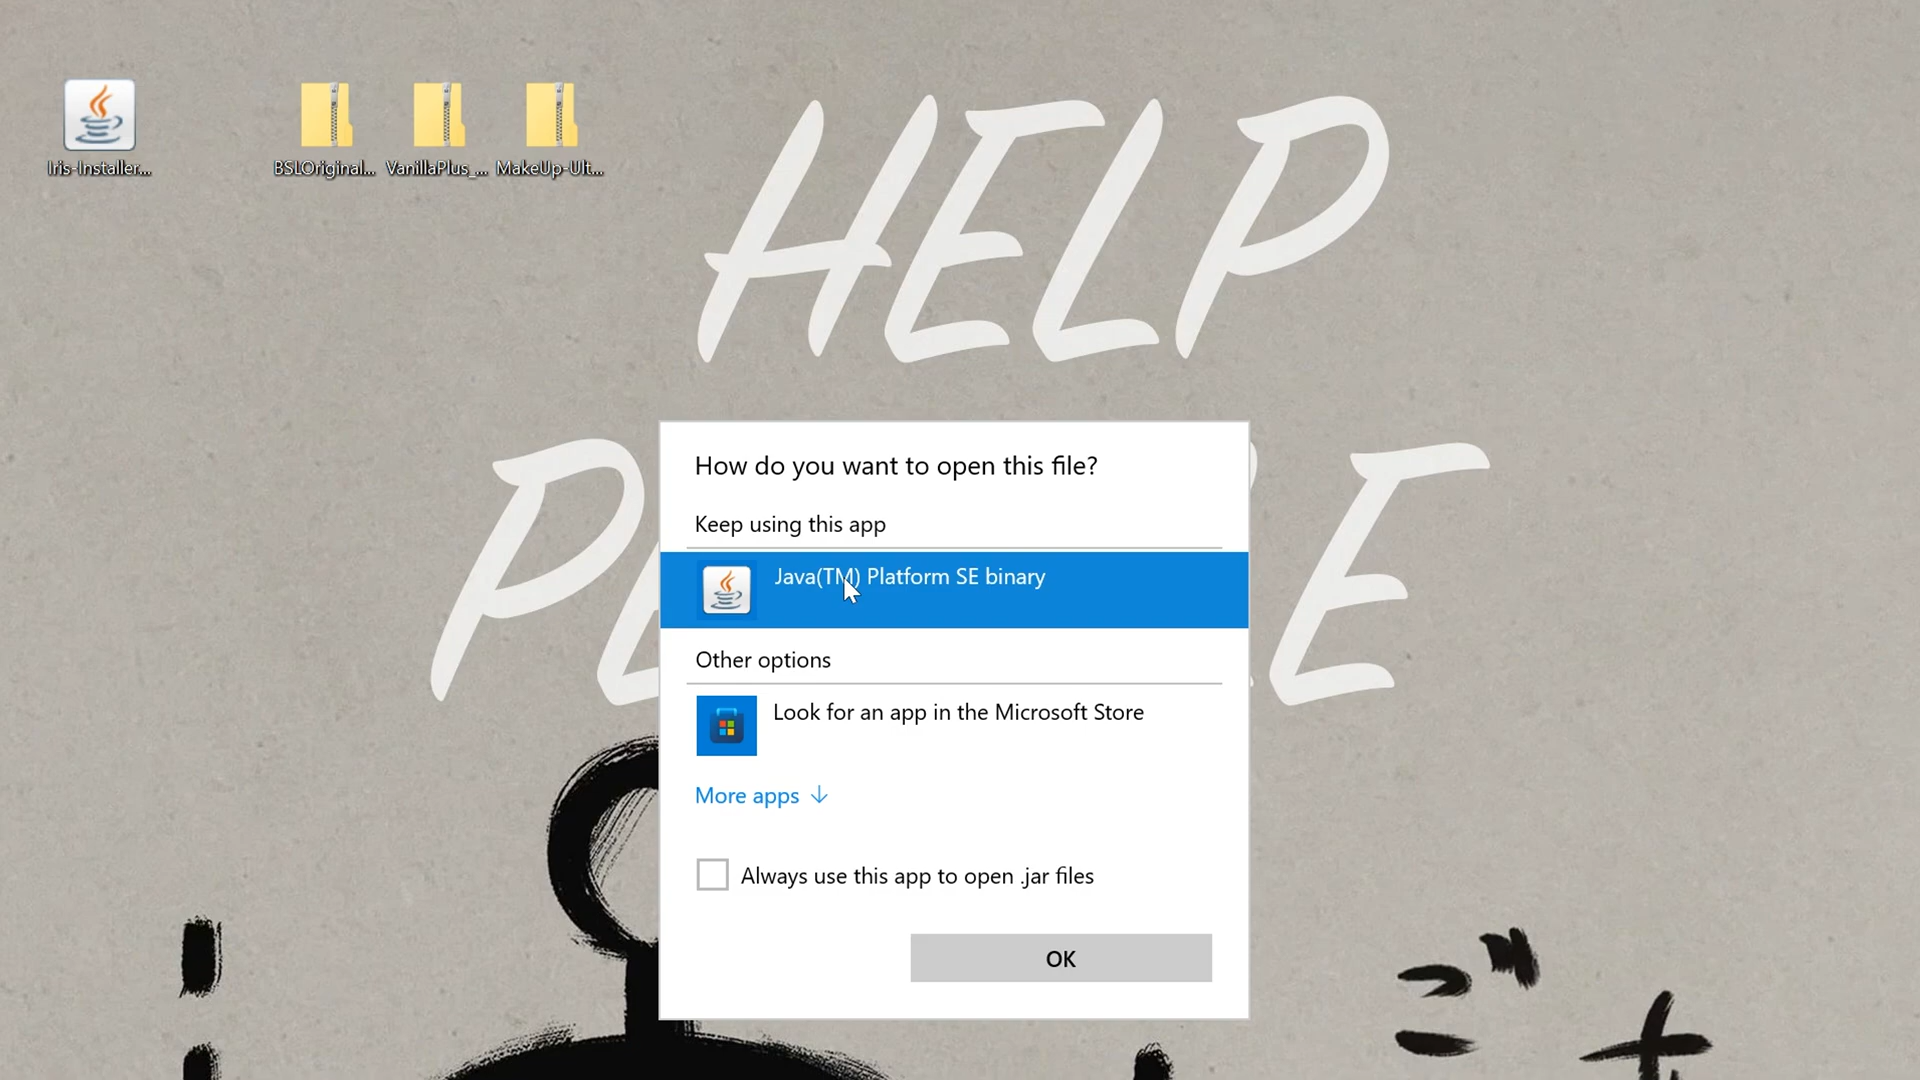 Iris-Installer...
BSLOriginal...
VanillaPlus_...
MakeUp-Ult...
HELP
How do you want to open this file?
Keep using this app
Java(TM) Platform SE binary
Other options
Look for an app in the Microsoft Store
More apps
Always use this app to open .jar files
OK